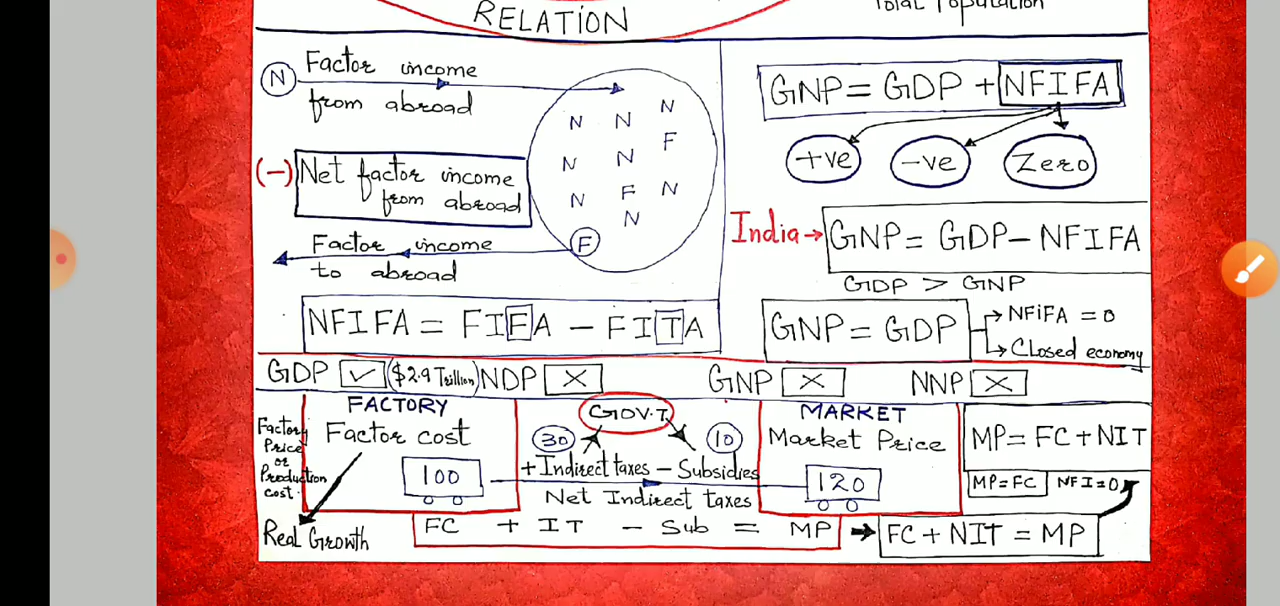 RELATION
Total Population
N
Factor income
from abroad
(-) Net factor income
from abroad
Factor income
to abroad
F
N N N
N N F
N F N
N
NFIFA = FIFA - FITA
GNP = GDP + NFIFA
+ve -ve Zero
India → GNP = GDP - NFIFA
GDP > GNP
GNP = GDP
→ NFiFA = 0
→ Closed economy
GDP ✓ ($2.9 Trillion) NDP × GNP × NNP ×
FACTORY
Factory
Price
or
Production
cost.
Factor cost
100
Real Growth
GOV.T.
30 10
+ Indirect taxes - Subsidies
Net Indirect taxes
MARKET
Market Price
120
MP = FC + NIT
MP = FC NFI = 0
FC + IT - Sub = MP → FC + NIT = MP